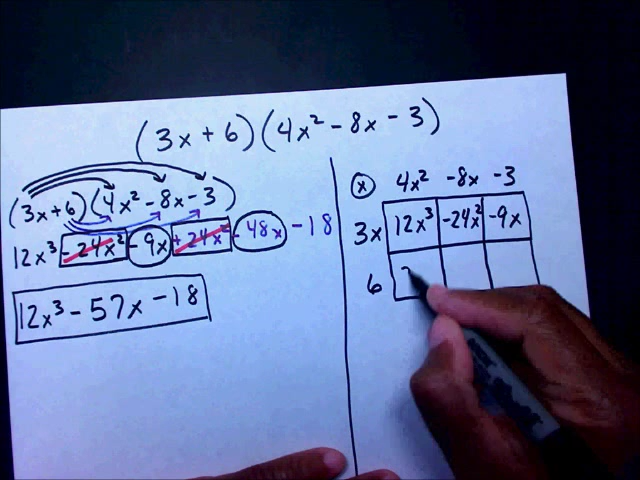 (3x + 6)(4x² - 8x - 3)
(3x+6)(4x² - 8x - 3)
12x³ - 24x² - 9x + 24x² - 48x - 18
12x³ - 57x - 18
x 4x² -8x -3
3x 12x³ -24x² -9x
6